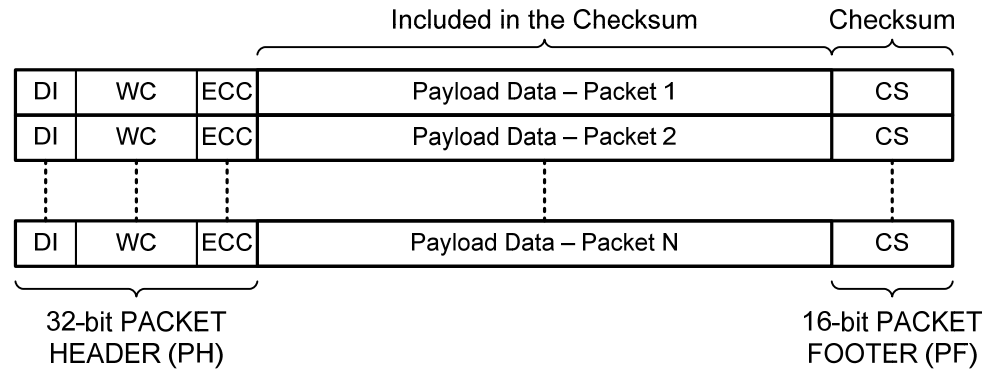 Included in the Checksum Checksum
DI WC ECC Payload Data – Packet 1 CS
DI WC ECC Payload Data – Packet 2 CS
DI WC ECC Payload Data – Packet N CS
32-bit PACKET 16-bit PACKET
HEADER (PH) FOOTER (PF)